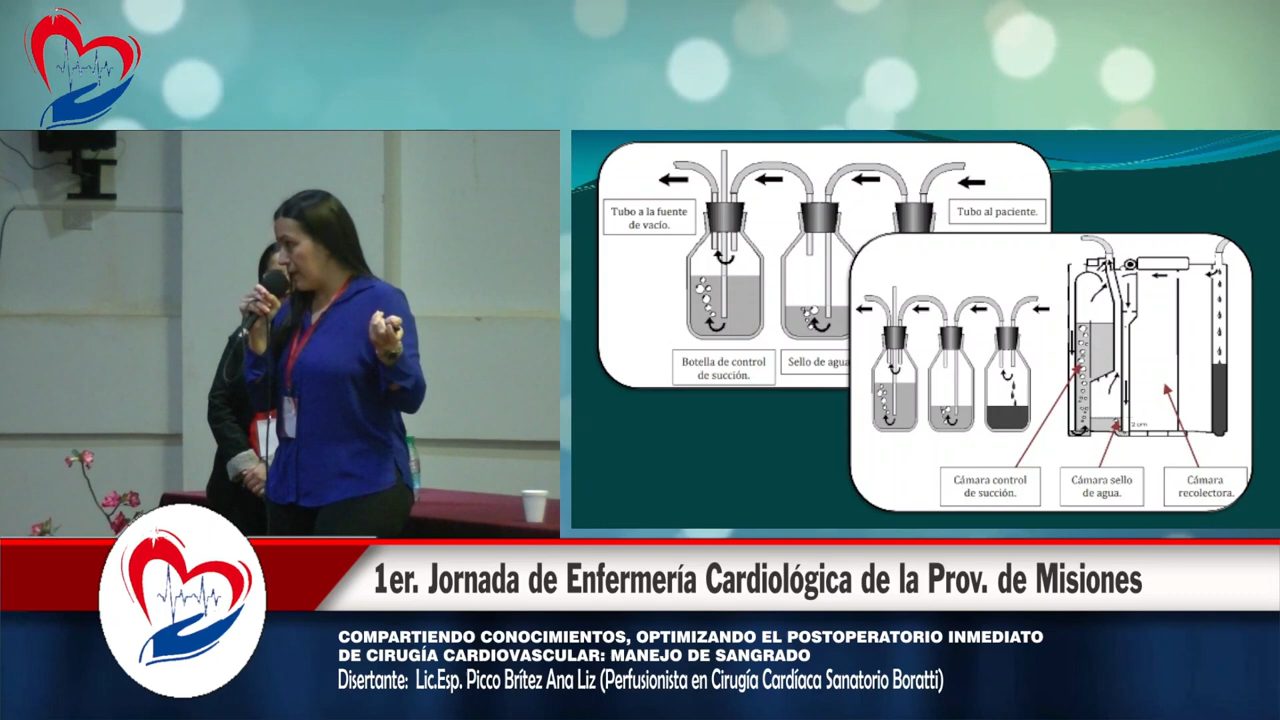 Tubo a la fuente
de vacío.
Tubo al paciente.
Botella de control
de succión.
Sello de agua
2 cm
Cámara control
de succión.
Cámara sello
de agua.
Cámara
recolectora.
1er. Jornada de Enfermería Cardiológica de la Prov. de Misiones
COMPARTIENDO CONOCIMIENTOS, OPTIMIZANDO EL POSTOPERATORIO INMEDIATO
DE CIRUGÍA CARDIOVASCULAR: MANEJO DE SANGRADO
Disertante: Lic.Esp. Picco Brítez Ana Liz (Perfusionista en Cirugía Cardíaca Sanatorio Boratti)